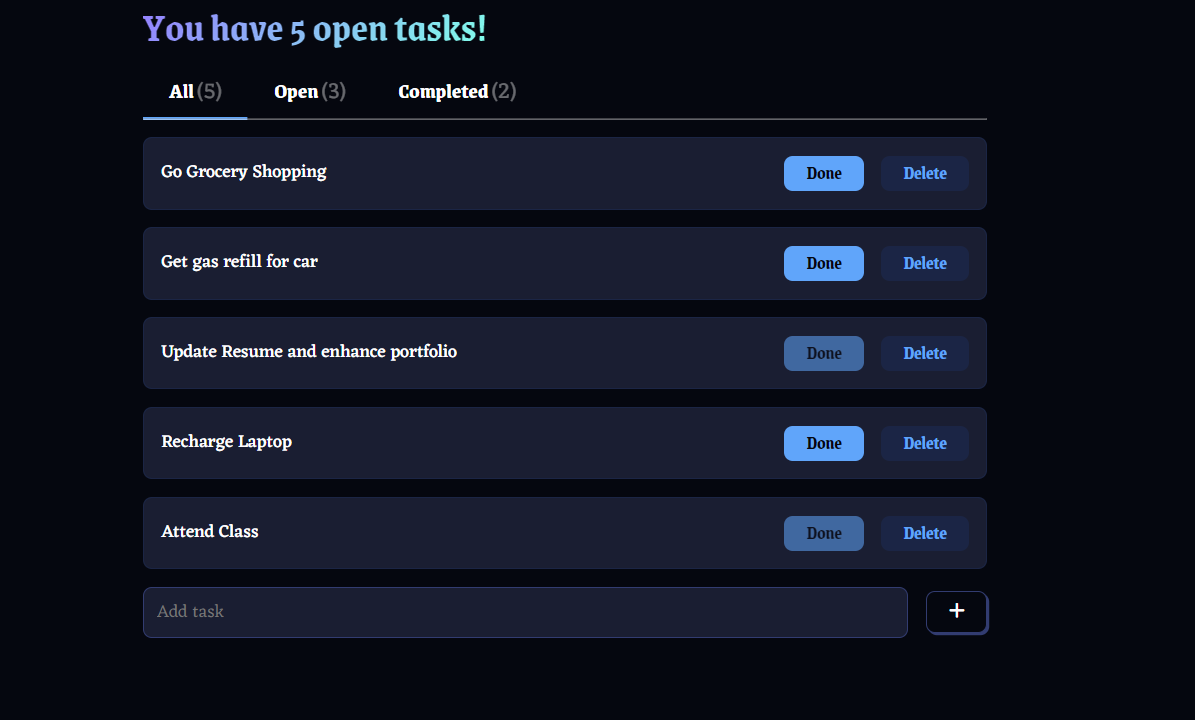 You have 5 open tasks!
All (5) Open (3) Completed (2)
Go Grocery Shopping Done Delete
Get gas refill for car Done Delete
Update Resume and enhance portfolio Done Delete
Recharge Laptop Done Delete
Attend Class Done Delete
Add task +